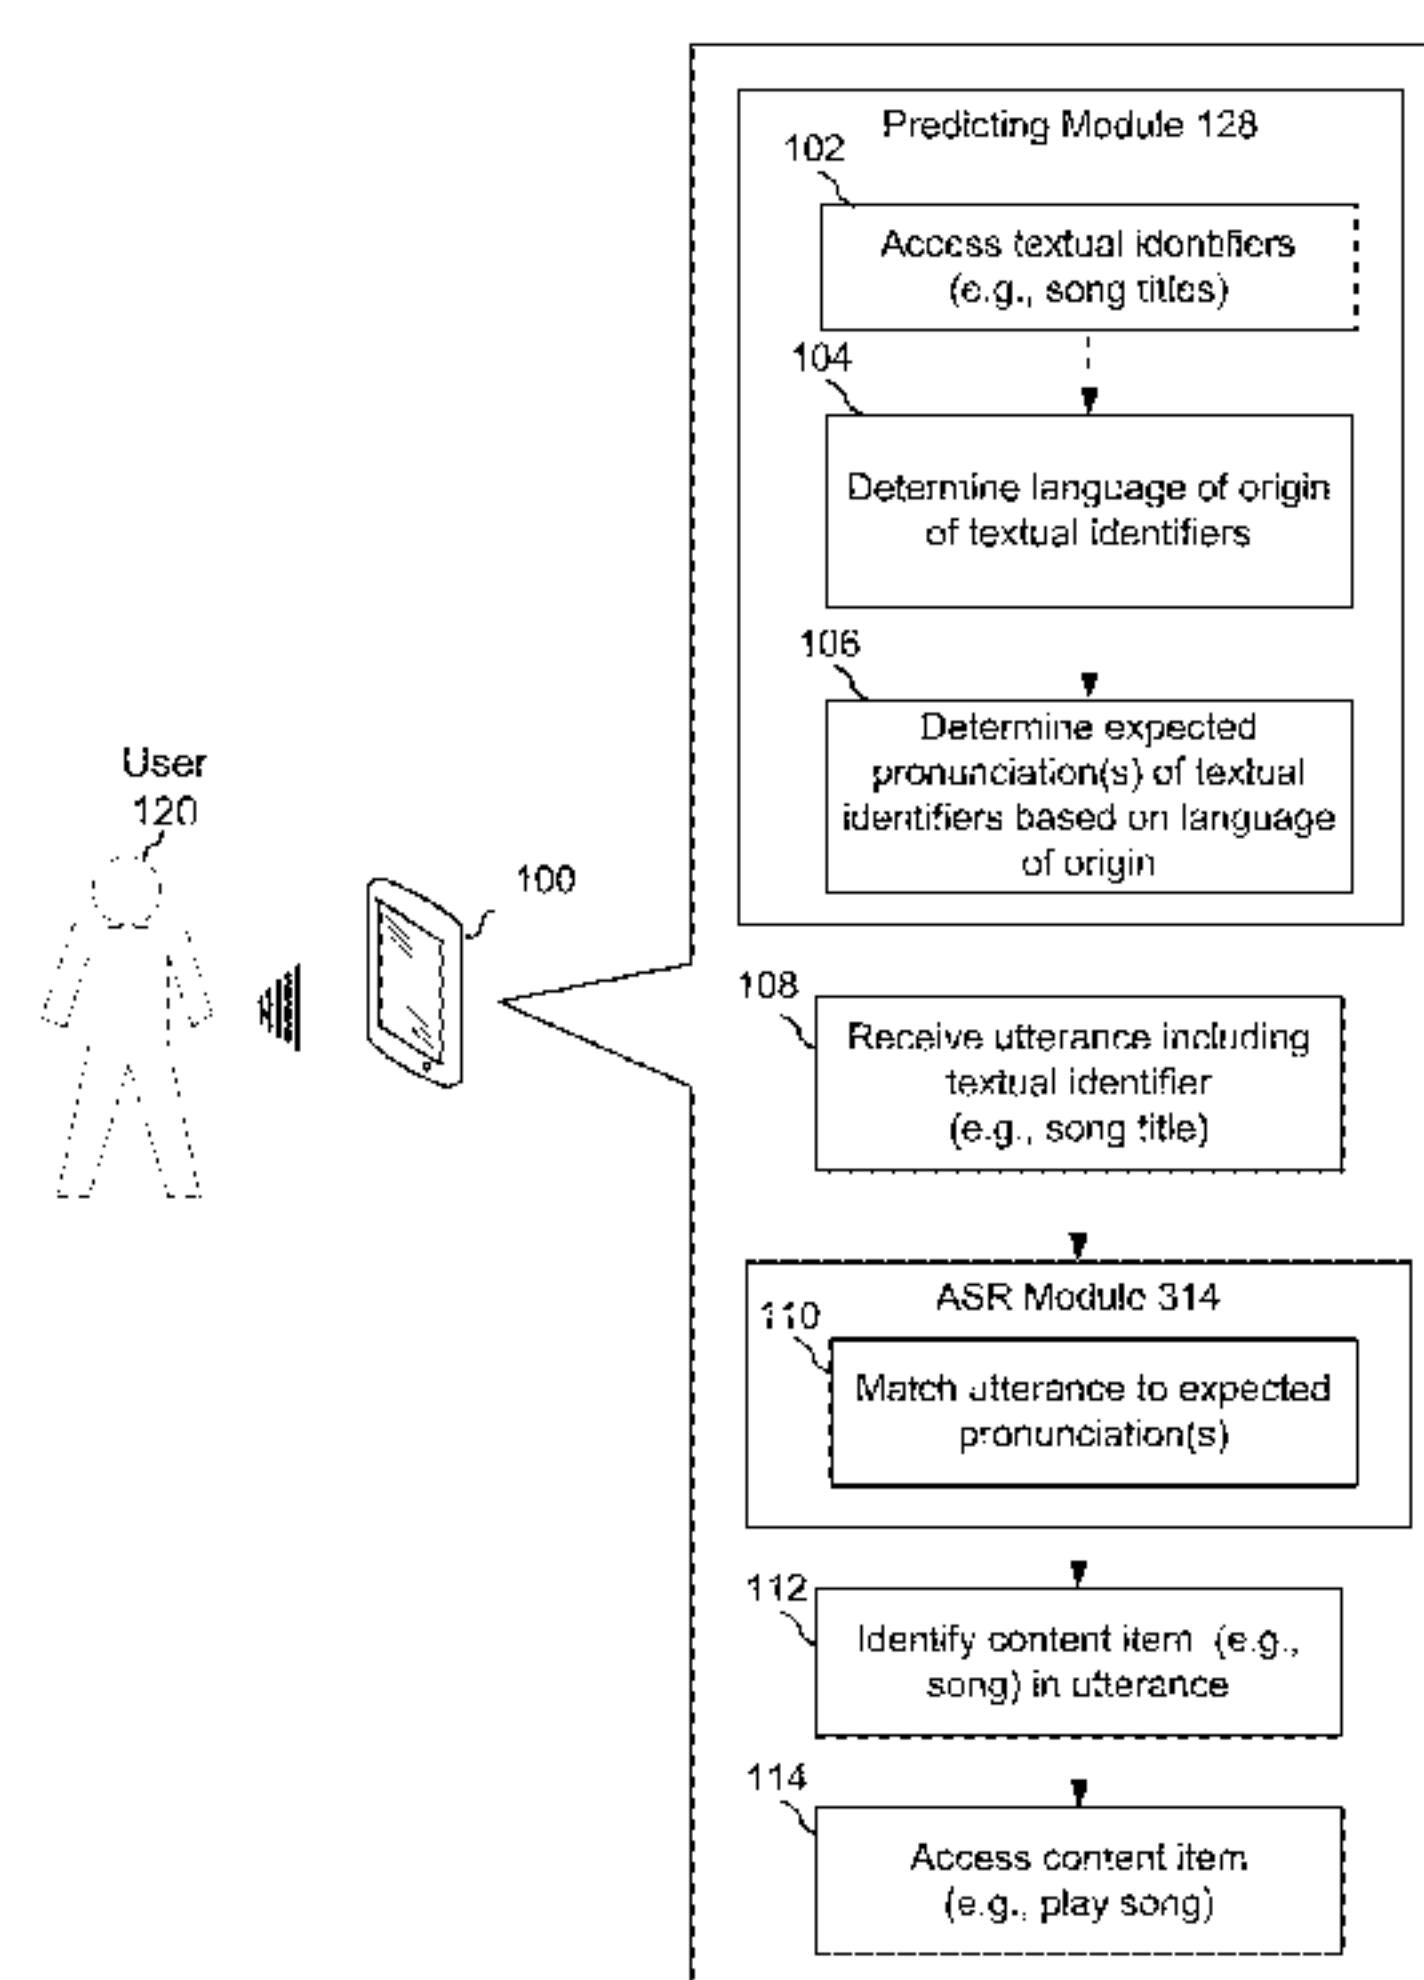 Predicting Module 128
102
Access textual identifiers
(e.g., song titles)
104
Determine language of origin
of textual identifiers
106
Determine expected
pronunciation(s) of textual
identifiers based on language
of origin
User
120
100
108
Receive utterance including
textual identifier
(e.g., song title)
ASR Module 314
110
Match utterance to expected
pronunciation(s)
112
Identify content item (e.g.,
song) in utterance
114
Access content item
(e.g., play song)